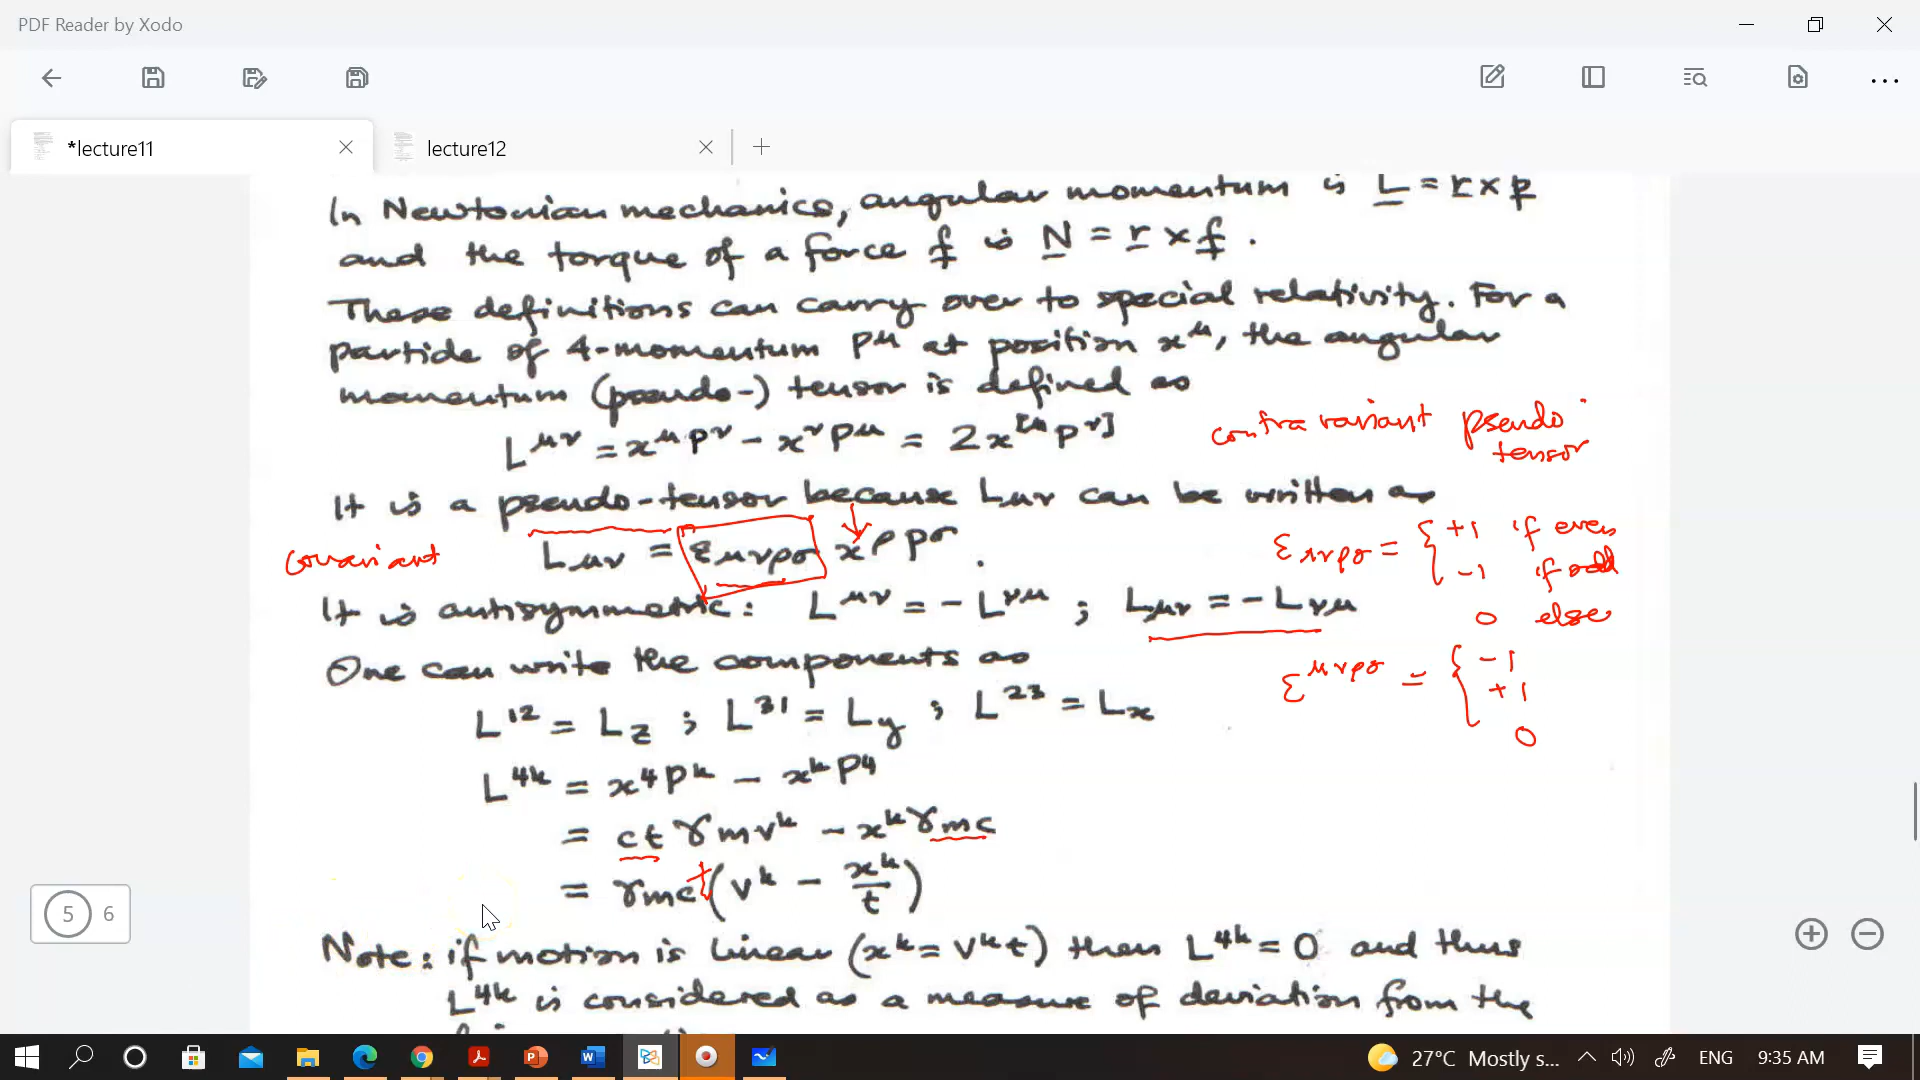 PDF Reader by Xodo
*lecture11
lecture12
In Newtonian mechanics, angular momentum is L = r × p
and the torque of a force f is N = r × f .
These definitions can carry over to special relativity. For a
particle of 4-momentum p^μ at position x^μ, the angular
momentum (pseudo-) tensor is defined as
L^μν = x^μ p^ν − x^ν p^μ = 2x^[μ p^ν]
contravariant pseudo
tensor
It is a pseudo-tensor because L_μν can be written as
covariant
L_μν = ε_μνρσ x^ρ p^σ .
ε_μνρσ = { +1 if even
−1 if odd
0 else
It is antisymmetric: L^μν = − L^νμ ; L_μν = − L_νμ
One can write the components as
ε^μνρσ = { −1
+1
0
L^12 = L_z ; L^31 = L_y ; L^23 = L_x
L^4k = x^4 p^k − x^k p^4
= ct γmv^k − x^k γmc
= γmc t ( v^k − x^k/t )
Note: if motion is linear (x^k = v^k t) then L^4k = 0 and thus
L^4k is considered as a measure of deviation from the
5 6
27°C Mostly s...
ENG
9:35 AM